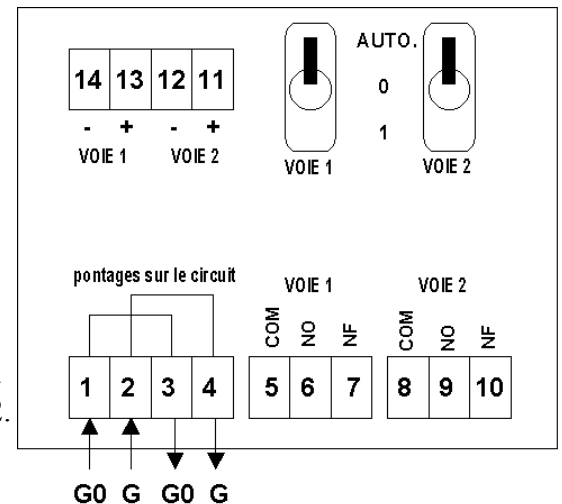 AUTO.
14 13 12 11
0
- + - +
1
VOIE 1 VOIE 2
VOIE 1 VOIE 2
pontages sur le circuit
VOIE 1 VOIE 2
COM NO NF COM NO NF
1 2 3 4 5 6 7 8 9 10
2.
G0 G G0 G